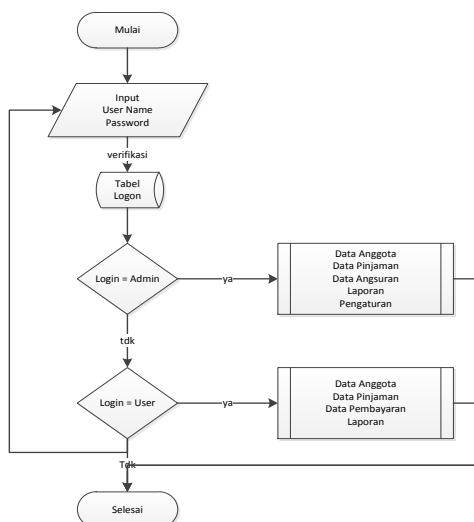 Mulai
Input
User Name
Password
verifikasi
Tabel
Logon
Login = Admin
ya
Data Anggota
Data Pinjaman
Data Angsuran
Laporan
Pengaturan
tdk
Login = User
ya
Data Anggota
Data Pinjaman
Data Pembayaran
Laporan
Tdk
Selesai